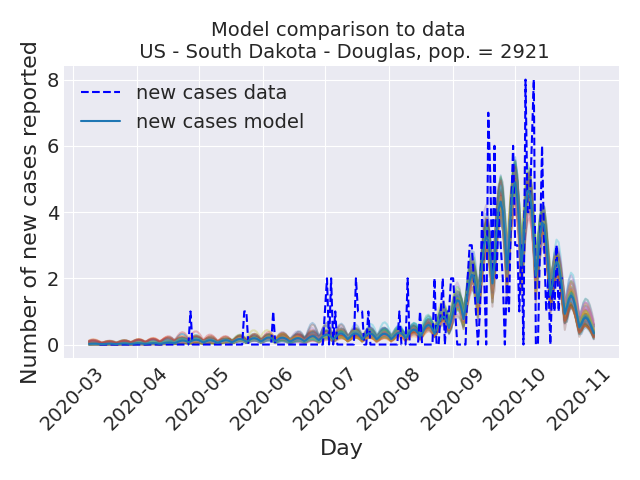 Model comparison to data
US - South Dakota - Douglas, pop. = 2921
Number of new cases reported
8
6
4
2
0
new cases data
new cases model
2020-03
2020-04
2020-05
2020-06
2020-07
2020-08
2020-09
2020-10
2020-11
Day